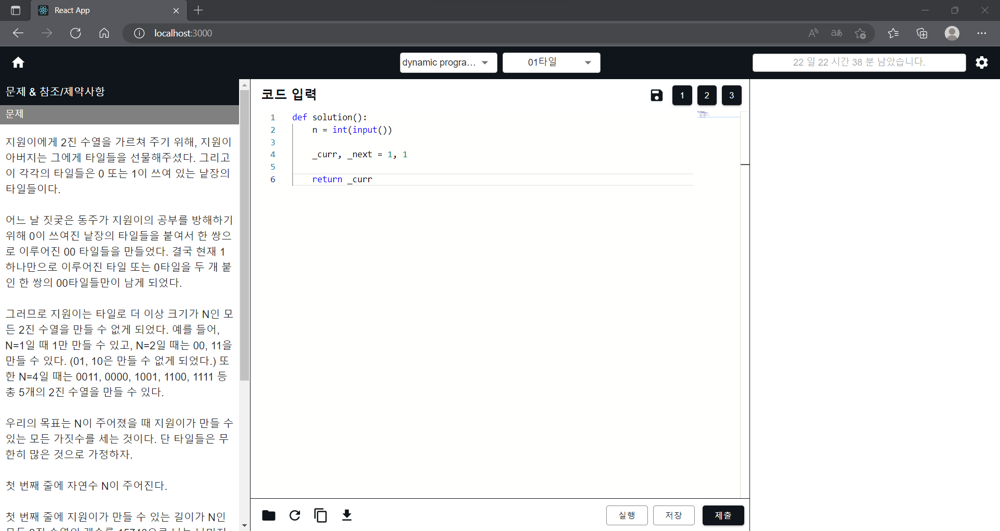 React App
localhost:3000
dynamic progra...
01타일
22 일 22 시간 38 분 남았습니다.
문제 & 참조/제약사항
문제
지원이에게 2진 수열을 가르쳐 주기 위해, 지원이
아버지는 그에게 타일들을 선물해주셨다. 그리고
이 각각의 타일들은 0 또는 1이 쓰여 있는 낱장의
타일들이다.
어느 날 짓궂은 동주가 지원이의 공부를 방해하기
위해 0이 쓰여진 낱장의 타일들을 붙여서 한 쌍으
로 이루어진 00 타일들을 만들었다. 결국 현재 1
하나만으로 이루어진 타일 또는 0타일을 두 개 붙
인 한 쌍의 00타일들만이 남게 되었다.
그러므로 지원이는 타일로 더 이상 크기가 N인 모
든 2진 수열을 만들 수 없게 되었다. 예를 들어,
N=1일 때 1만 만들 수 있고, N=2일 때는 00, 11을
만들 수 있다. (01, 10은 만들 수 없게 되었다.) 또
한 N=4일 때는 0011, 0000, 1001, 1100, 1111 등
총 5개의 2진 수열을 만들 수 있다.
우리의 목표는 N이 주어졌을 때 지원이가 만들 수
있는 모든 가짓수를 세는 것이다. 단 타일들은 무
한히 많은 것으로 가정하자.
첫 번째 줄에 자연수 N이 주어진다.
첫 번째 줄에 지원이가 만들 수 있는 길이가 N인
코드 입력
1
2
3
1 def solution():
2 n = int(input())
3
4 _curr, _next = 1, 1
5
6 return _curr
실행
저장
제출